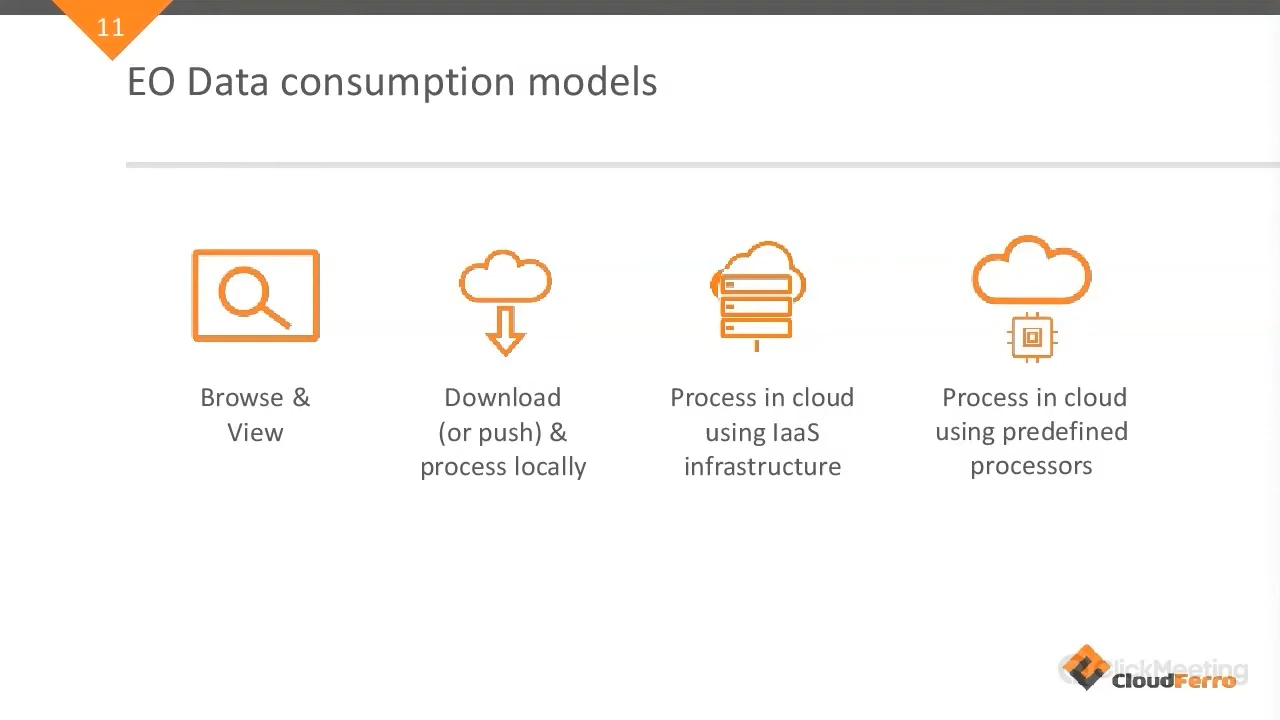 11
EO Data consumption models
Browse &
View
Download
(or push) &
process locally
Process in cloud
using IaaS
infrastructure
Process in cloud
using predefined
processors
ClickMeeting
CloudFerro